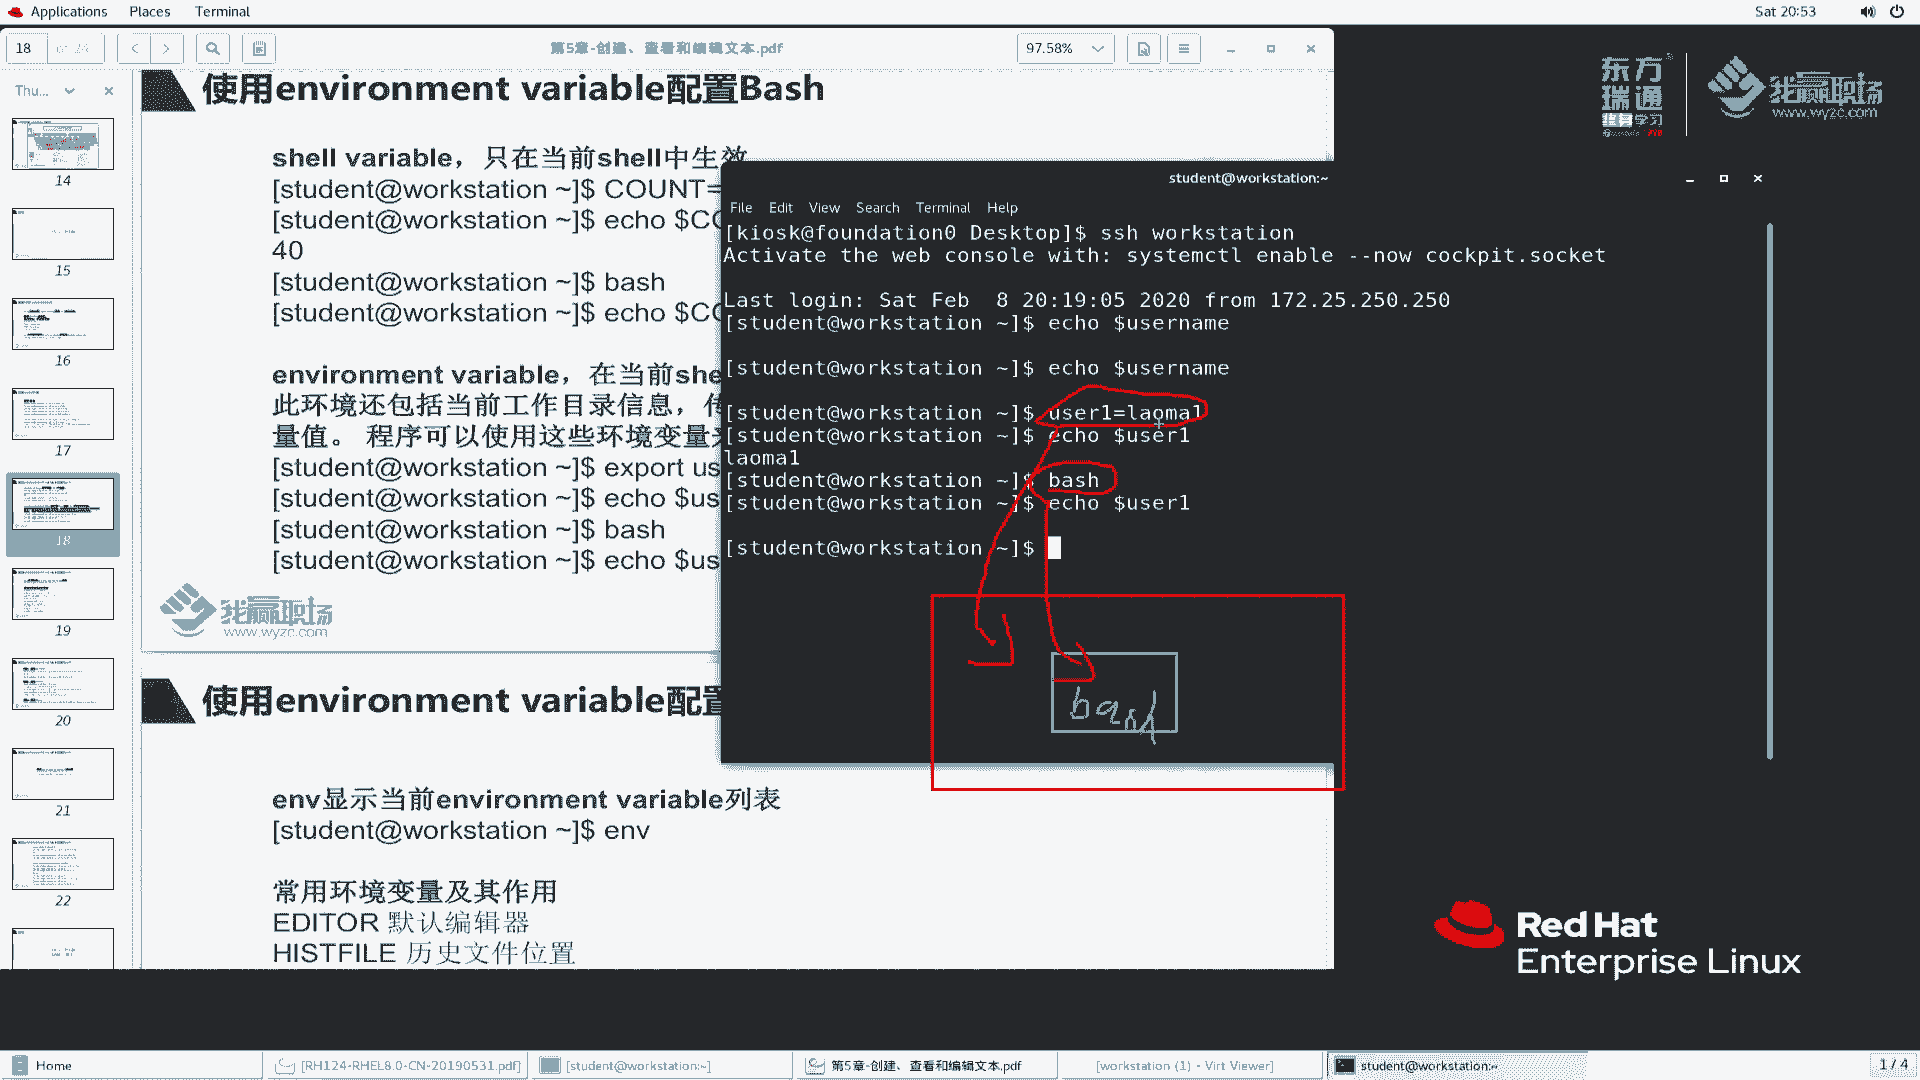 Applications Places Terminal
Sat 20:53
18 of 24
第5章-创建、查看和编辑文本.pdf
97.58%
Thu...
14
15
16
17
18
19
20
21
22
使用environment variable配置Bash
shell variable，只在当前shell中生效
[student@workstation ~]$ COUNT=
[student@workstation ~]$ echo $CO
40
[student@workstation ~]$ bash
[student@workstation ~]$ echo $CO
environment variable，在当前she
此环境还包括当前工作目录信息，传
量值。 程序可以使用这些环境变量
[student@workstation ~]$ export us
[student@workstation ~]$ echo $us
[student@workstation ~]$ bash
[student@workstation ~]$ echo $us
我赢职场
www.wyzc.com
使用environment variable配置
env显示当前environment variable列表
[student@workstation ~]$ env
常用环境变量及其作用
EDITOR 默认编辑器
HISTFILE 历史文件位置
student@workstation:~
File Edit View Search Terminal Help
[kiosk@foundation0 Desktop]$ ssh workstation
Activate the web console with: systemctl enable --now cockpit.socket
Last login: Sat Feb  8 20:19:05 2020 from 172.25.250.250
[student@workstation ~]$ echo $username
[student@workstation ~]$ echo $username
[student@workstation ~]$ user1=laoma1
[student@workstation ~]$ echo $user1
laoma1
[student@workstation ~]$ bash
[student@workstation ~]$ echo $user1
[student@workstation ~]$
bash
东方
瑞通
终身学习
我赢职场
www.wyzc.com
Red Hat
Enterprise Linux
Home
[RH124-RHEL8.0-CN-20190531.pdf]
[student@workstation:~]
第5章-创建、查看和编辑文本.pdf
[workstation (1) - Virt Viewer]
student@workstation:~
1 / 4